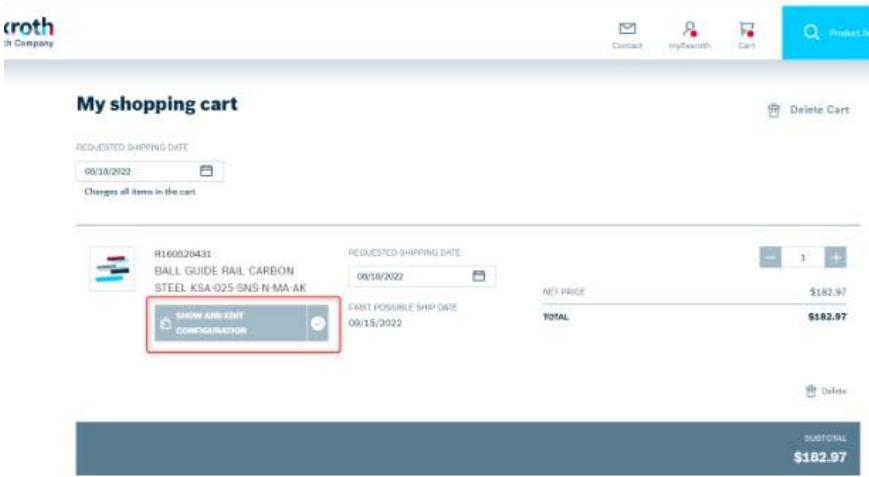 xroth
ch Company
Contact
myRexroth
Cart
Product S
My shopping cart
Delete Cart
REQUESTED SHIPPING DATE
08/18/2022
Changes all items in the cart
R160520431
BALL GUIDE RAIL CARBON
STEEL KSA-025-SNS-N-MA-AK
SHOW AND EDIT
CONFIGURATION
REQUESTED SHIPPING DATE
08/18/2022
FIRST POSSIBLE SHIP DATE
09/15/2022
1
NET PRICE
$182.97
TOTAL
$182.97
Delete
SUBTOTAL
$182.97